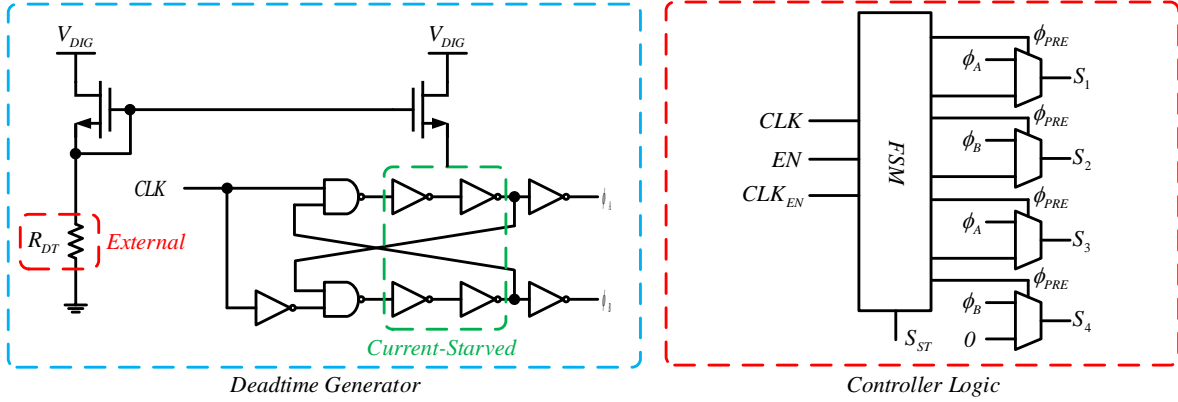 V_DIG
V_DIG
R_DT
External
CLK
Current-Starved
Deadtime Generator
CLK
EN
CLK_EN
FSM
S_ST
ϕ_PRE
ϕ_A
S_1
ϕ_PRE
ϕ_B
S_2
ϕ_PRE
ϕ_A
S_3
ϕ_PRE
ϕ_B
0
S_4
Controller Logic